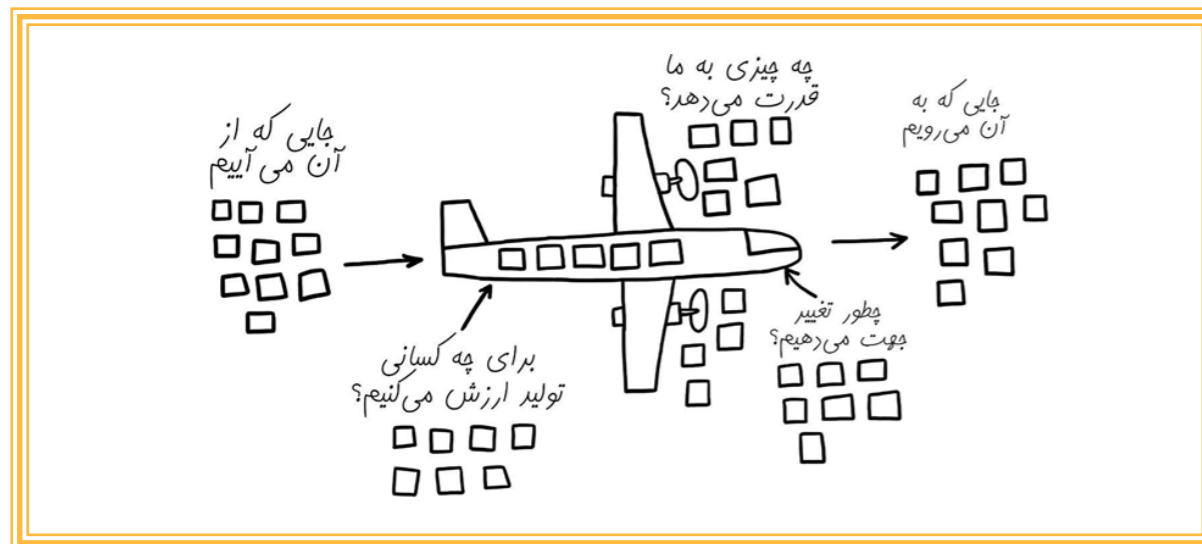 چه چیزی به ما
قدرت می‌دهد؟
جایی که به
آن می‌رویم
جایی که از
آن می آییم
چطور تغییر
جهت می‌دهیم؟
برای چه کسانی
تولید ارزش می‌کنیم؟